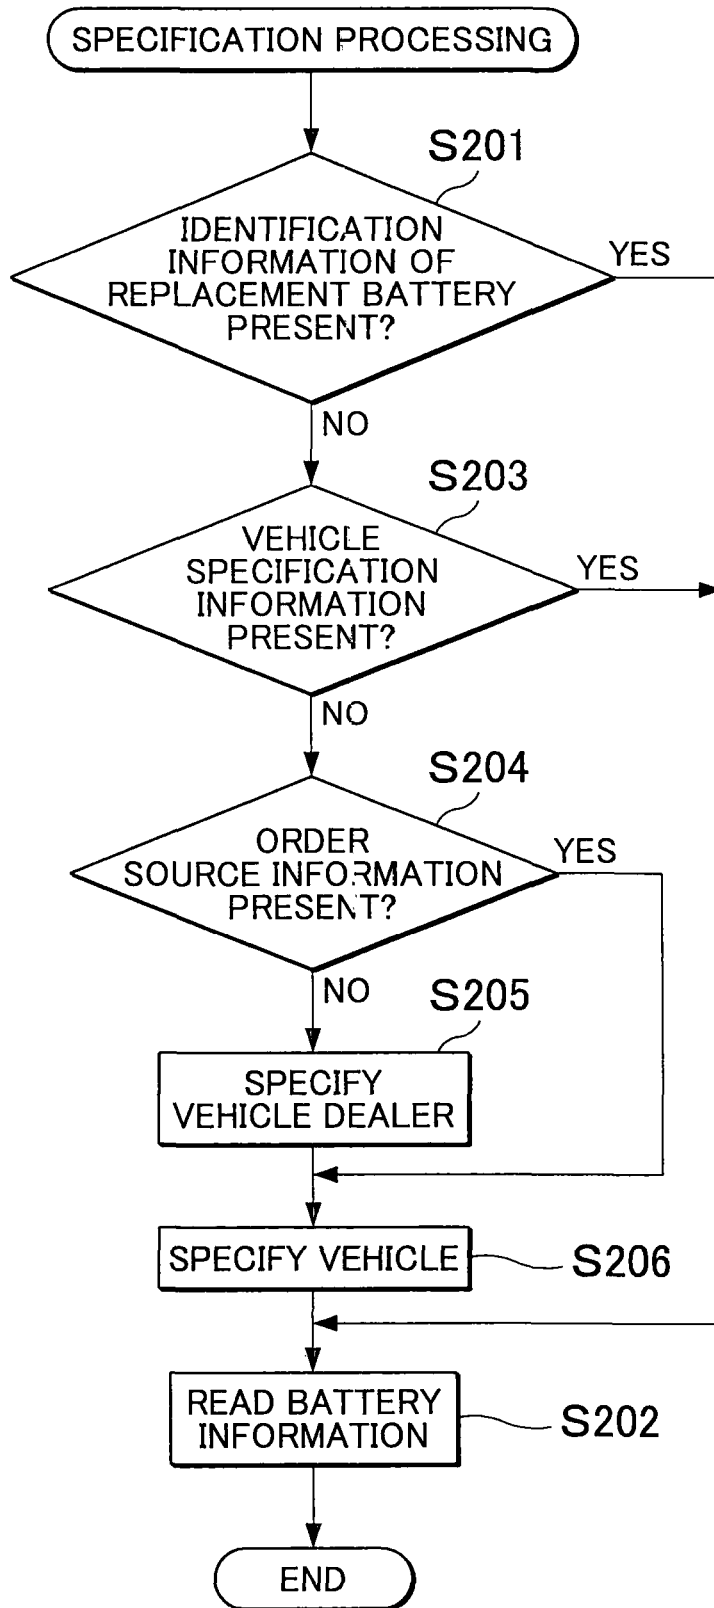 SPECIFICATION PROCESSING
S201
IDENTIFICATION
INFORMATION OF
REPLACEMENT BATTERY
PRESENT?
YES
NO
S203
VEHICLE
SPECIFICATION
INFORMATION
PRESENT?
YES
NO
S204
ORDER
SOURCE INFORMATION
PRESENT?
YES
NO
S205
SPECIFY
VEHICLE DEALER
SPECIFY VEHICLE
S206
READ BATTERY
INFORMATION
S202
END